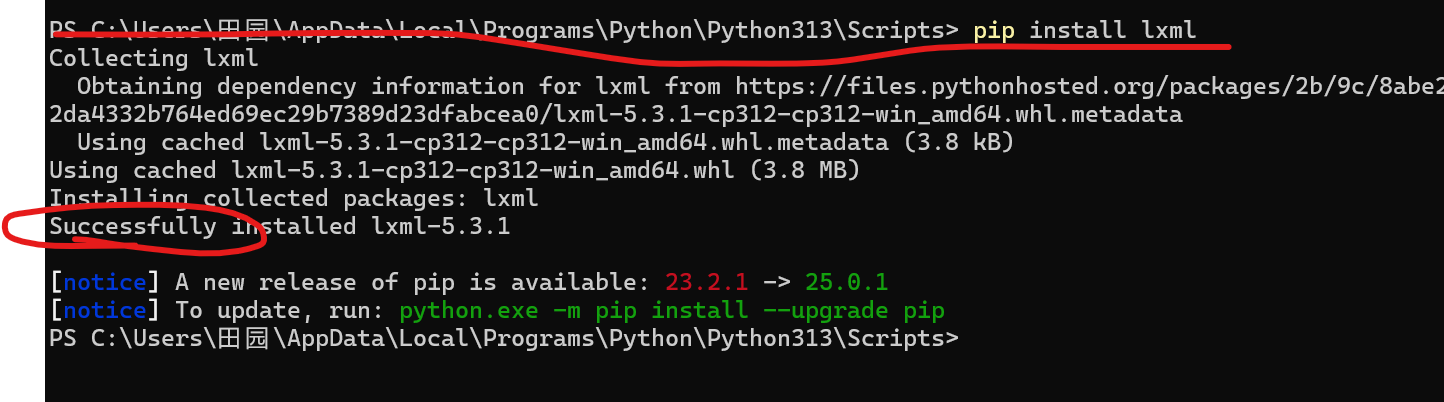 PS C:\Users\田园\AppData\Local\Programs\Python\Python313\Scripts> pip install lxml
Collecting lxml
Obtaining dependency information for lxml from https://files.pythonhosted.org/packages/2b/9c/8abe2
2da4332b764ed69ec29b7389d23dfabcea0/lxml-5.3.1-cp312-cp312-win_amd64.whl.metadata
Using cached lxml-5.3.1-cp312-cp312-win_amd64.whl.metadata (3.8 kB)
Using cached lxml-5.3.1-cp312-cp312-win_amd64.whl (3.8 MB)
Installing collected packages: lxml
Successfully installed lxml-5.3.1
[notice] A new release of pip is available: 23.2.1 -> 25.0.1
[notice] To update, run: python.exe -m pip install --upgrade pip
PS C:\Users\田园\AppData\Local\Programs\Python\Python313\Scripts>